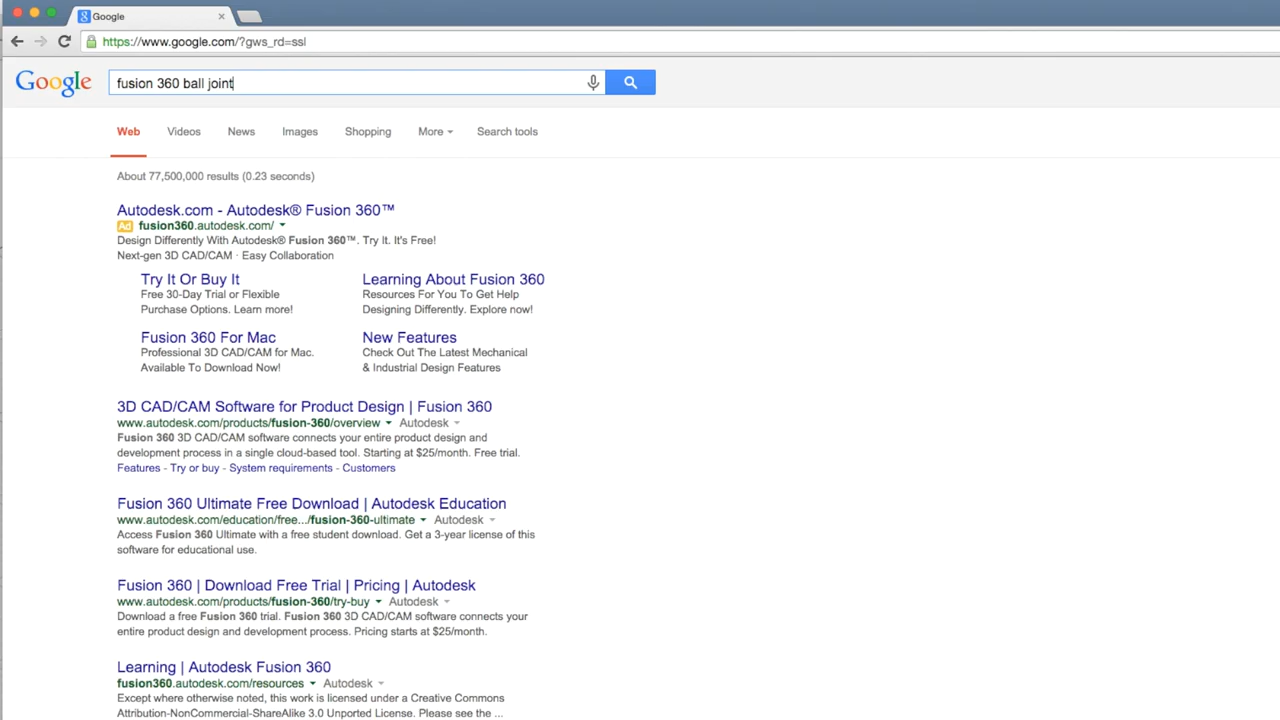 Google
https://www.google.com/?gws_rd=ssl
Google
fusion 360 ball joint
Web Videos News Images Shopping More Search tools
About 77,500,000 results (0.23 seconds)
Autodesk.com - Autodesk® Fusion 360™
Ad fusion360.autodesk.com/
Design Differently With Autodesk® Fusion 360™. Try It. It's Free!
Next-gen 3D CAD/CAM · Easy Collaboration
Try It Or Buy It
Free 30-Day Trial or Flexible
Purchase Options. Learn more!
Learning About Fusion 360
Resources For You To Get Help
Designing Differently. Explore now!
Fusion 360 For Mac
Professional 3D CAD/CAM for Mac.
Available To Download Now!
New Features
Check Out The Latest Mechanical
& Industrial Design Features
3D CAD/CAM Software for Product Design | Fusion 360
www.autodesk.com/products/fusion-360/overview Autodesk
Fusion 360 3D CAD/CAM software connects your entire product design and
development process in a single cloud-based tool. Starting at $25/month. Free trial.
Features - Try or buy - System requirements - Customers
Fusion 360 Ultimate Free Download | Autodesk Education
www.autodesk.com/education/free.../fusion-360-ultimate Autodesk
Access Fusion 360 Ultimate with a free student download. Get a 3-year license of this
software for educational use.
Fusion 360 | Download Free Trial | Pricing | Autodesk
www.autodesk.com/products/fusion-360/try-buy Autodesk
Download a free Fusion 360 trial. Fusion 360 3D CAD/CAM software connects your
entire product design and development process. Pricing starts at $25/month.
Learning | Autodesk Fusion 360
fusion360.autodesk.com/resources Autodesk
Except where otherwise noted, this work is licensed under a Creative Commons
Attribution-NonCommercial-ShareAlike 3.0 Unported License. Please see the ...